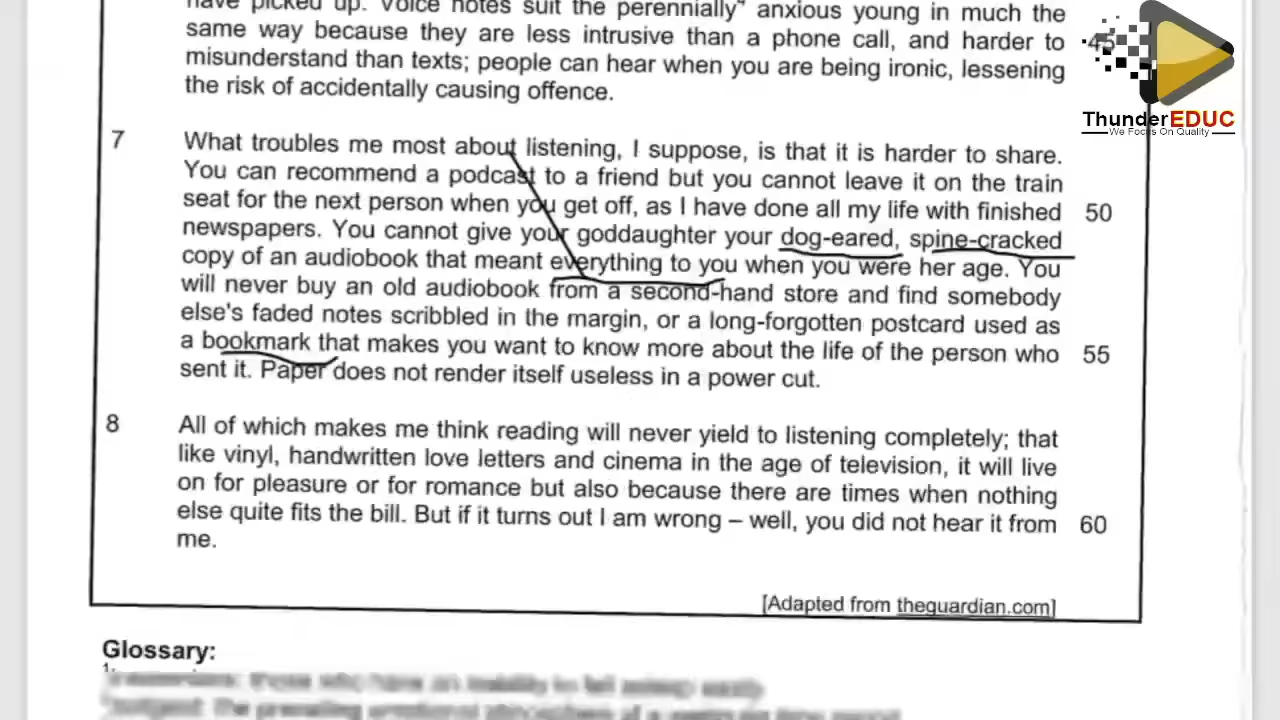 have picked up. Voice notes suit the perennially⁴ anxious young in much the
same way because they are less intrusive than a phone call, and harder to 45
misunderstand than texts; people can hear when you are being ironic, lessening
the risk of accidentally causing offence.
ThunderEDUC
We Focus On Quality
7 What troubles me most about listening, I suppose, is that it is harder to share.
You can recommend a podcast to a friend but you cannot leave it on the train
seat for the next person when you get off, as I have done all my life with finished 50
newspapers. You cannot give your goddaughter your dog-eared, spine-cracked
copy of an audiobook that meant everything to you when you were her age. You
will never buy an old audiobook from a second-hand store and find somebody
else's faded notes scribbled in the margin, or a long-forgotten postcard used as
a bookmark that makes you want to know more about the life of the person who 55
sent it. Paper does not render itself useless in a power cut.
8 All of which makes me think reading will never yield to listening completely; that
like vinyl, handwritten love letters and cinema in the age of television, it will live
on for pleasure or for romance but also because there are times when nothing
else quite fits the bill. But if it turns out I am wrong – well, you did not hear it from 60
me.
[Adapted from theguardian.com]
Glossary: